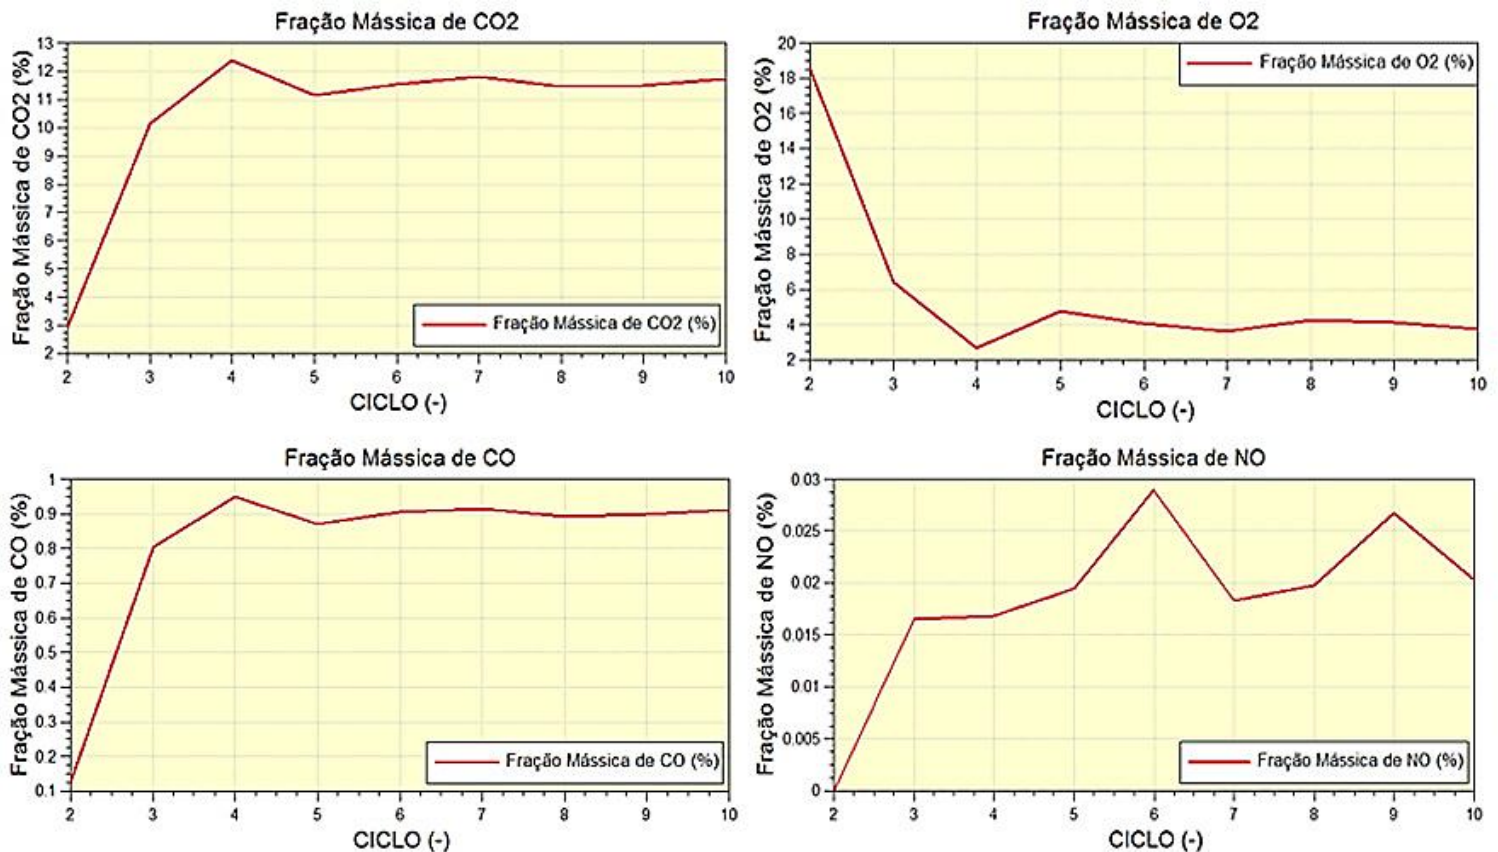 Fração Mássica de CO2
Fração Mássica de CO2 (%)
13
12
11
10
9
8
7
6
5
4
3
2
Fração Mássica de CO2 (%)
2 3 4 5 6 7 8 9 10
CICLO (-)
Fração Mássica de O2
Fração Mássica de O2 (%)
20
18
16
14
12
10
8
6
4
2
Fração Mássica de O2 (%)
2 3 4 5 6 7 8 9 10
CICLO (-)
Fração Mássica de CO
Fração Mássica de CO (%)
1
0.9
0.8
0.7
0.6
0.5
0.4
0.3
0.2
0.1
Fração Mássica de CO (%)
2 3 4 5 6 7 8 9 10
CICLO (-)
Fração Mássica de NO
Fração Mássica de NO (%)
0.03
0.025
0.02
0.015
0.01
0.005
0
Fração Mássica de NO (%)
2 3 4 5 6 7 8 9 10
CICLO (-)